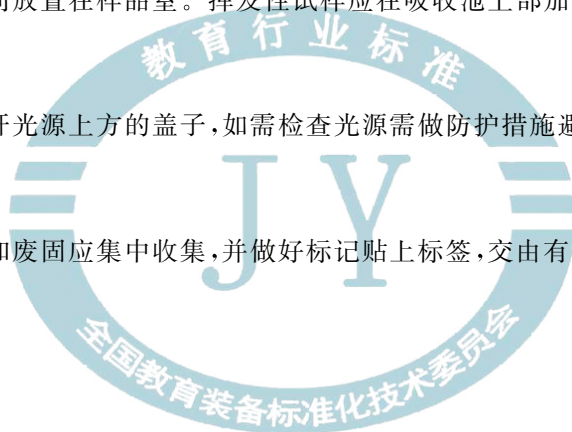 放置在样品室。挥发性试样应在吸收池上部加
教育行业标准
光源上方的盖子,如需检查光源需做防护措施
JY
废固应集中收集,并做好标记贴上标签,交由有
全国教育装备标准化技术委员会